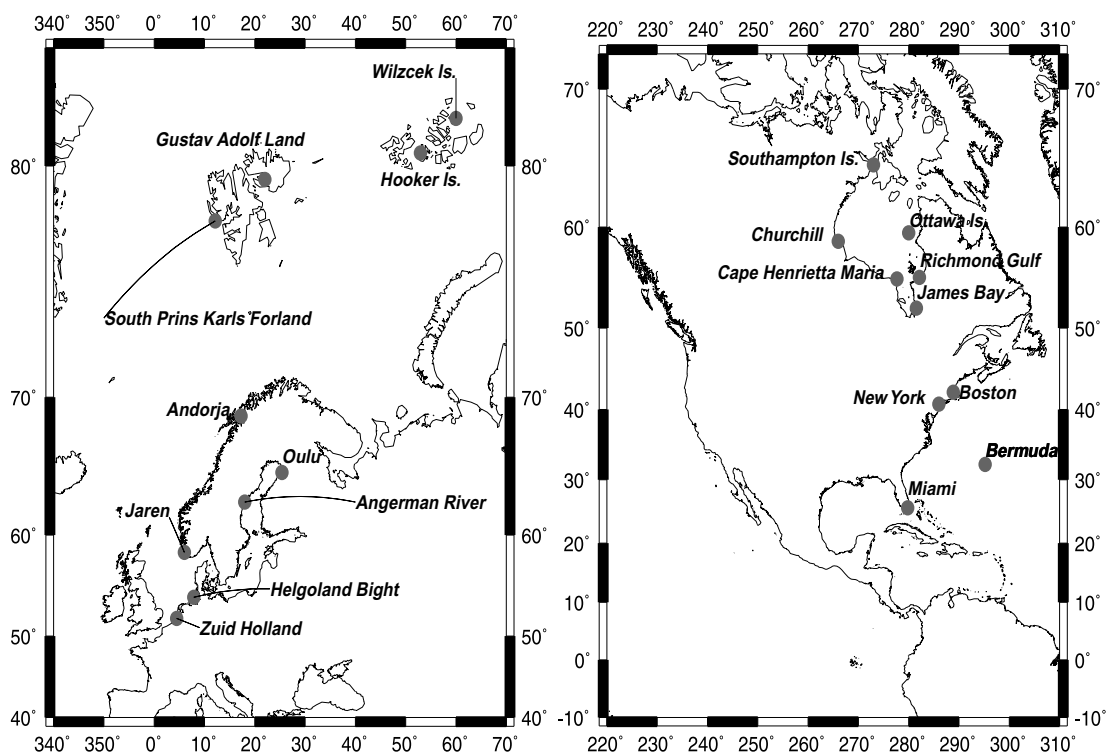 340 350 0 10 20 30 40 50 60 70
340 350 0 10 20 30 40 50 60 70˚
80˚ 80˚
70˚ 70˚
60˚ 60˚
50˚ 50˚
40˚ 40˚
Wilzcek Is.
Gustav Adolf Land
Hooker Is.
South Prins Karls Forland
Andorja
Oulu
Jaren
Angerman River
Helgoland Bight
Zuid Holland
220˚ 230˚ 240˚ 250˚ 260˚ 270˚ 280˚ 290˚ 300˚ 310˚
220˚ 230˚ 240˚ 250˚ 260˚ 270˚ 280˚ 290˚ 300˚ 310˚
70˚ 70˚
60˚ 60˚
50˚ 50˚
40˚ 40˚
30˚ 30˚
20˚ 20˚
10˚ 10˚
0˚ 0˚
-10˚ -10˚
Southampton Is.
Ottawa Is.
Churchill
Richmond Gulf
Cape Henrietta Maria
James Bay
New York
Boston
Bermuda
Miami